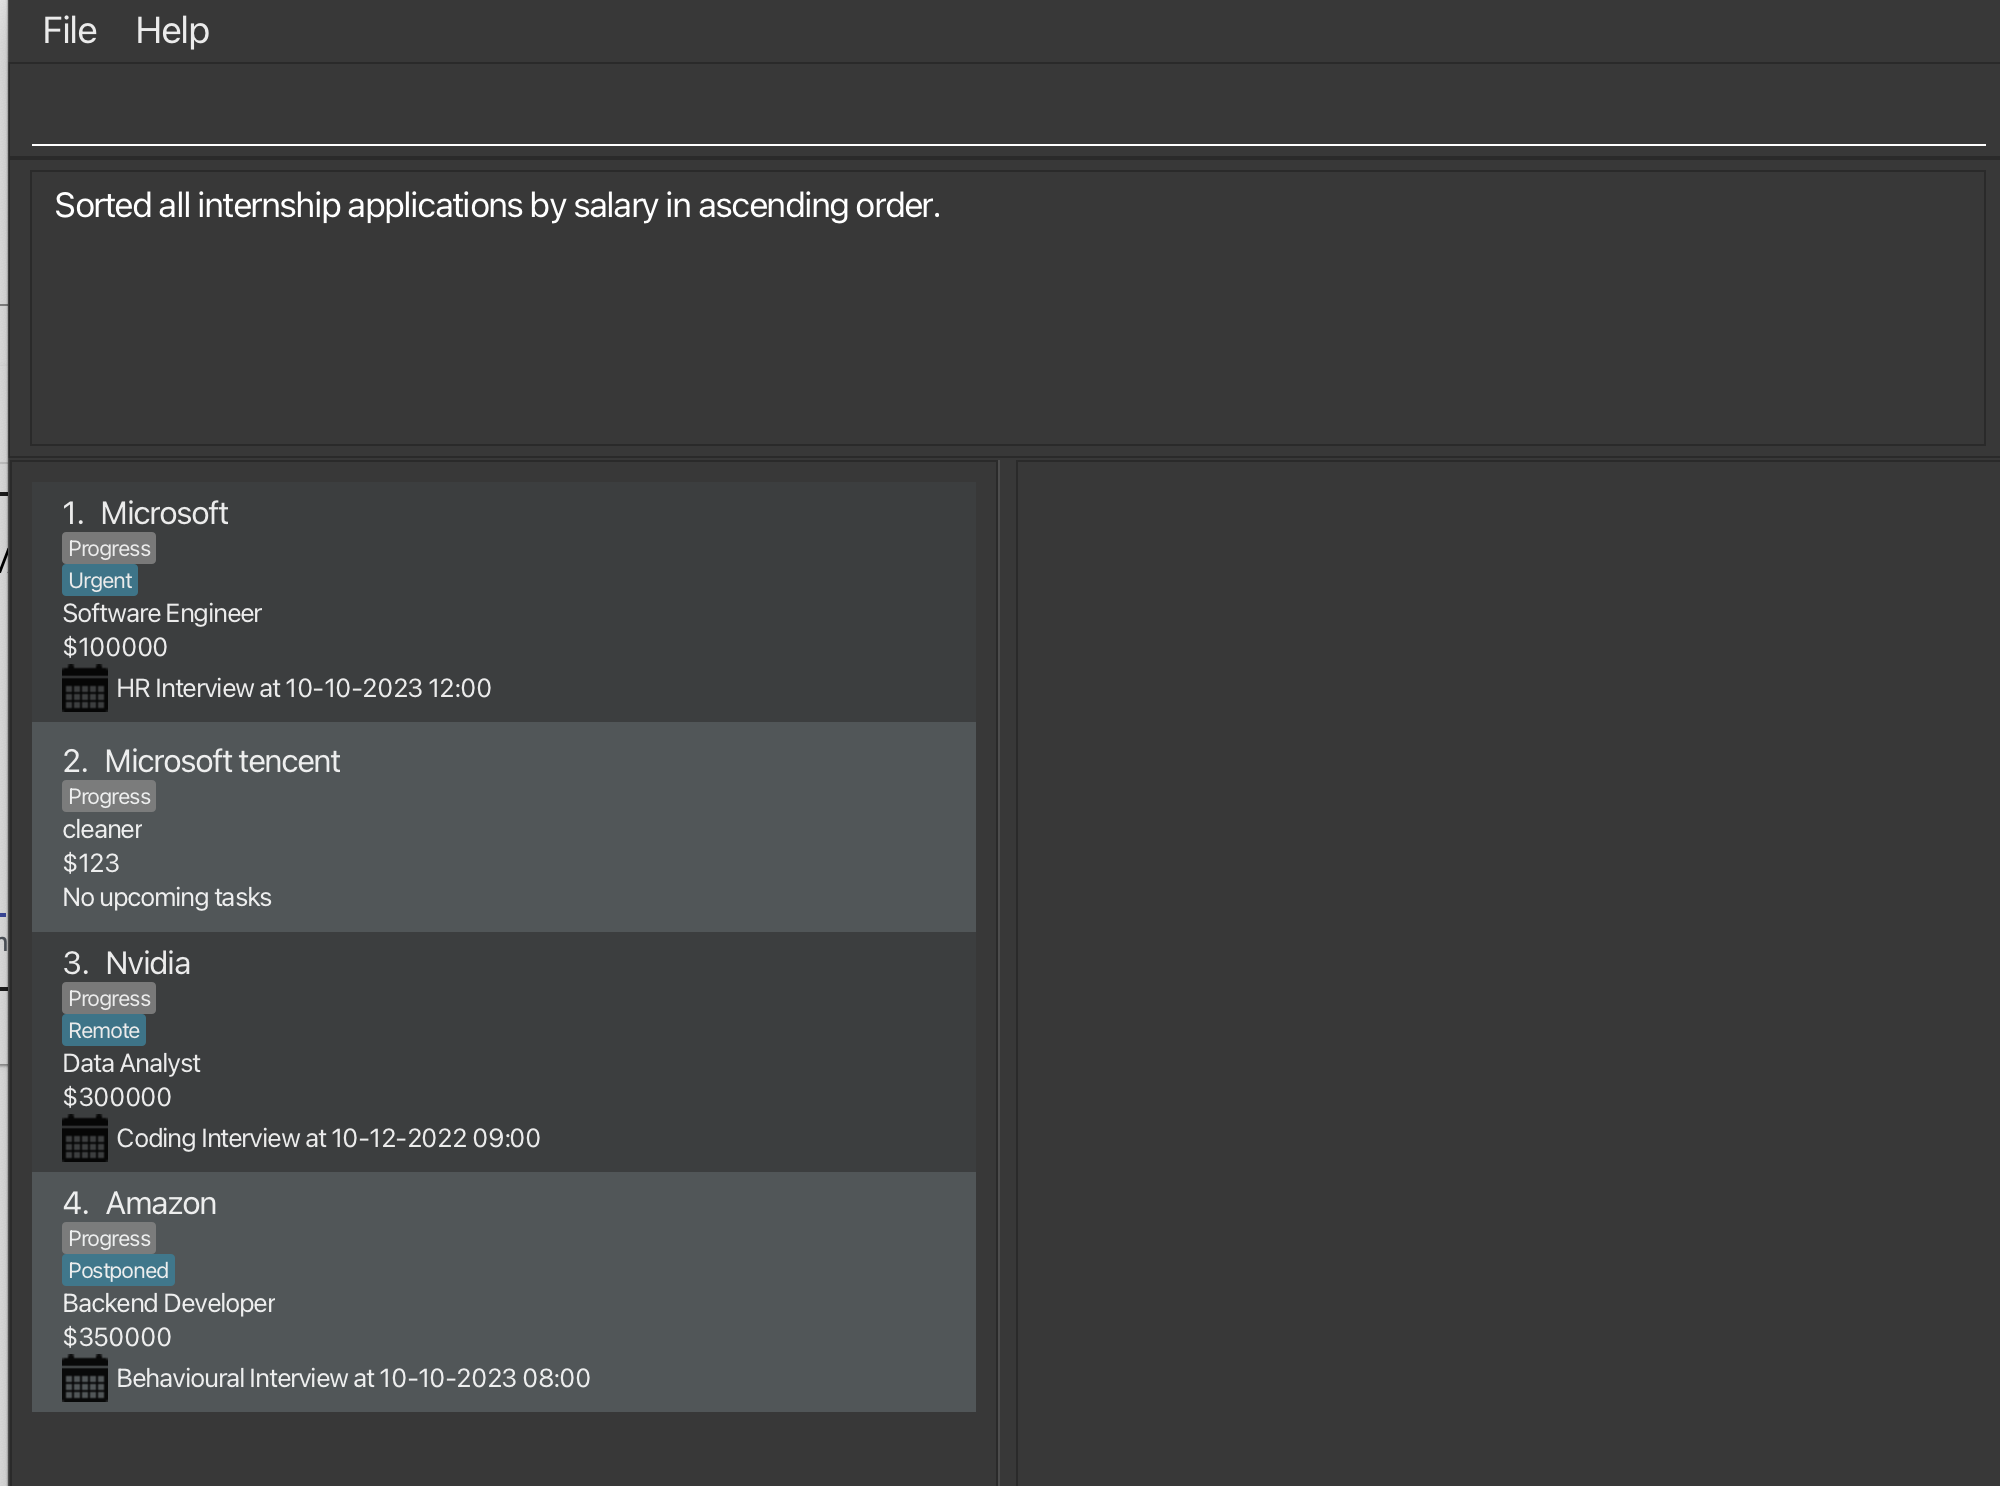 File Help
Sorted all internship applications by salary in ascending order.
1. Microsoft
Progress
Urgent
Software Engineer
$100000
HR Interview at 10-10-2023 12:00
2. Microsoft tencent
Progress
cleaner
$123
No upcoming tasks
3. Nvidia
Progress
Remote
Data Analyst
$300000
Coding Interview at 10-12-2022 09:00
4. Amazon
Progress
Postponed
Backend Developer
$350000
Behavioural Interview at 10-10-2023 08:00